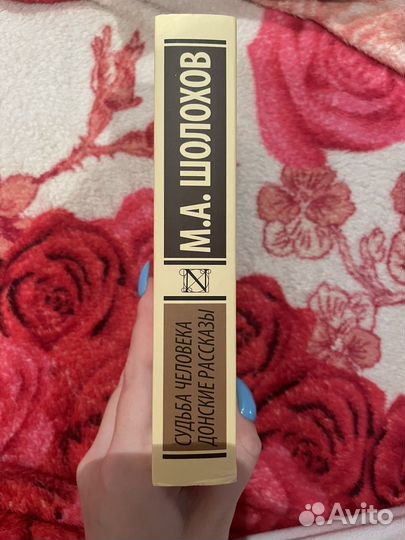 М.А. ШОЛОХОВ
СУДЬБА ЧЕЛОВЕКА
ДОНСКИЕ РАССКАЗЫ
Avito